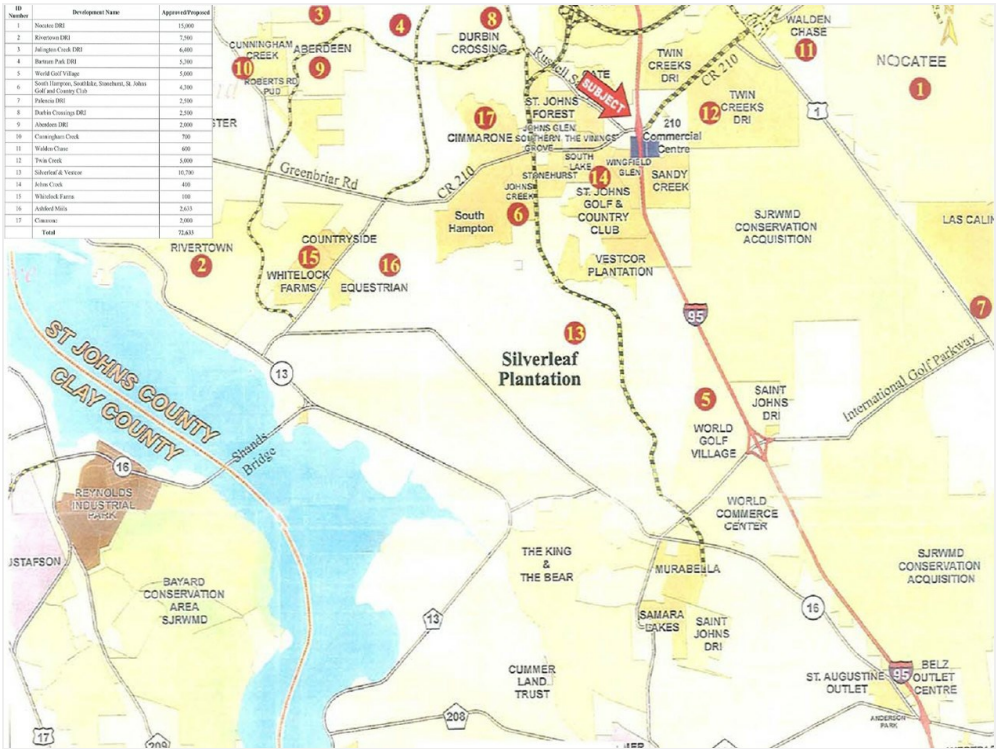 ID Number Development Name Approved/Proposed
1 Nocatee DRI 15,000
2 Rivertown DRI 7,500
3 Julington Creek DRI 6,400
4 Bartram Park DRI 5,300
5 World Golf Village 5,000
6 South Hampton, Southlake, Stonehurst, St. Johns Golf and Country Club 4,300
7 Palencia DRI 2,500
8 Durbin Crossings DRI 2,500
9 Aberdeen DRI 2,000
10 Cunningham Creek 700
11 Walden Chase 600
12 Twin Creek 5,000
13 Silverleaf & Vestcor 10,700
14 Johns Creek 400
15 Whitelock Farms 100
16 Ashford Mills 2,633
17 Cimarone 2,000
Total 72,633
3
4
8
DURBIN
CROSSING
WALDEN
CHASE
11
CUNNINGHAM
CREEK
ABERDEEN
10
9
ROBERTS RD
PUD
STER
Russell S
GATE
SUBJECT
TWIN
CREEKS
DRI
CR 210
NOCATEE
1
TWIN
CREEKS
DRI
12
1
ST. JOHNS
FOREST
17
CIMMARONE
JOHNS GLEN
SOUTHERN
GROVE
THE VININGS
210
Commercial
Centre
Greenbriar Rd
CR 210
SOUTH
LAKE
WINGFIELD
GLEN
STONEHURST
14
SANDY
CREEK
JOHNS
CREEK
6
ST. JOHNS
GOLF &
COUNTRY
CLUB
South
Hampton
SJRWMD
CONSERVATION
ACQUISITION
LAS CALIN
RIVERTOWN
2
COUNTRYSIDE
15
WHITELOCK
FARMS
16
EQUESTRIAN
VESTCOR
PLANTATION
7
95
13
Silverleaf
Plantation
ST JOHNS COUNTY
CLAY COUNTY
13
International Golf Parkway
5
SAINT
JOHNS
DRI
WORLD
GOLF
VILLAGE
Shands
Bridge
16
REYNOLDS
INDUSTRIAL
PARK
WORLD
COMMERCE
CENTER
USTAFSON
BAYARD
CONSERVATION
AREA
SJRWMD
THE KING
&
THE BEAR
MURABELLA
SJRWMD
CONSERVATION
ACQUISITION
13
16
SAMARA
LAKES
SAINT
JOHNS
DRI
CUMMER
LAND
TRUST
ST. AUGUSTINE
OUTLET
95
BELZ
OUTLET
CENTRE
208
ANDERSON
PARK
17
209